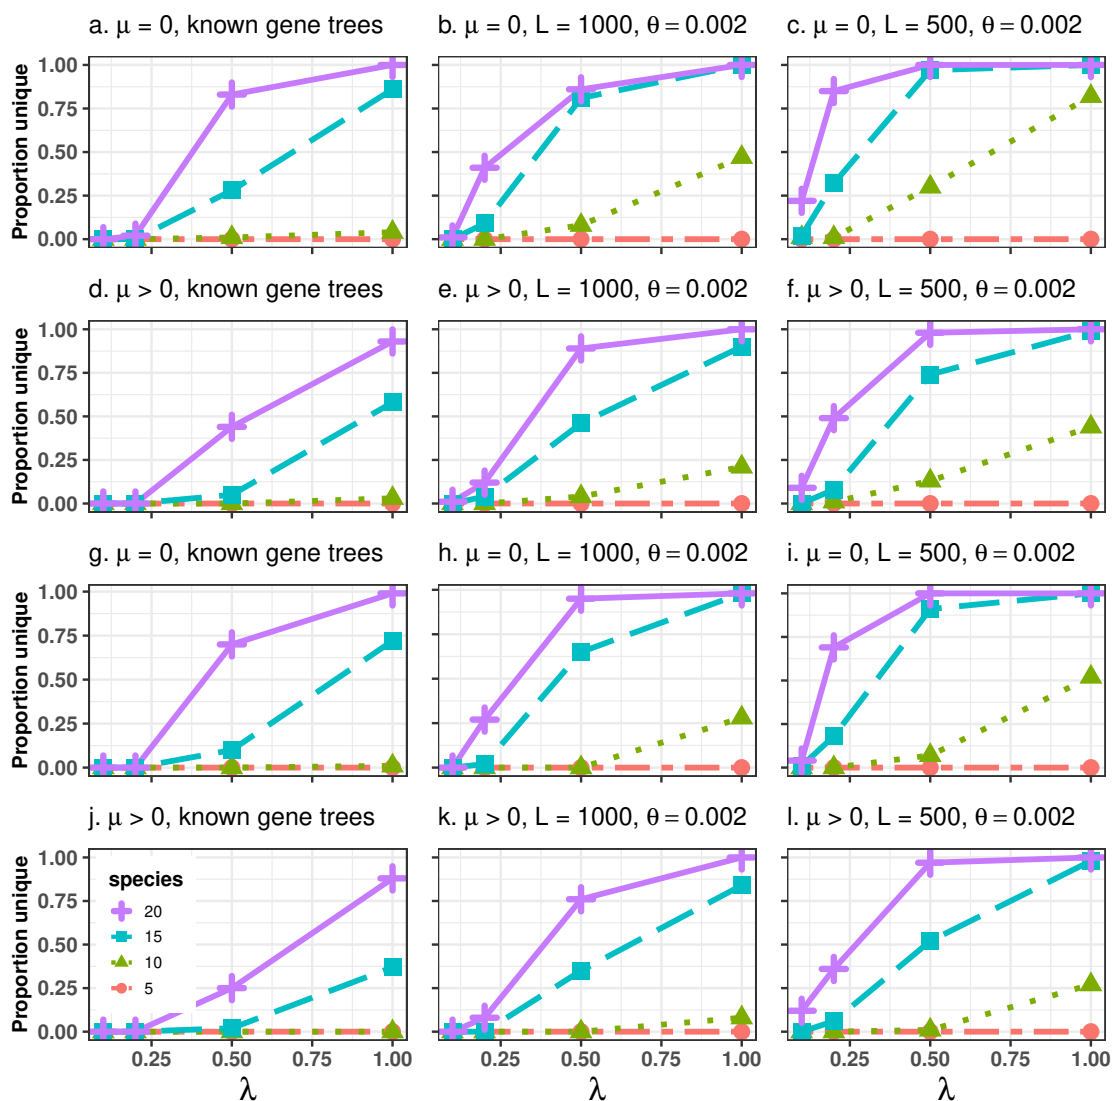 a. μ = 0, known gene trees
b. μ = 0, L = 1000, θ = 0.002
c. μ = 0, L = 500, θ = 0.002
Proportion unique
1.00
0.75
0.50
0.25
0.00
d. μ > 0, known gene trees
e. μ > 0, L = 1000, θ = 0.002
f. μ > 0, L = 500, θ = 0.002
Proportion unique
1.00
0.75
0.50
0.25
0.00
g. μ = 0, known gene trees
h. μ = 0, L = 1000, θ = 0.002
i. μ = 0, L = 500, θ = 0.002
Proportion unique
1.00
0.75
0.50
0.25
0.00
j. μ > 0, known gene trees
k. μ > 0, L = 1000, θ = 0.002
l. μ > 0, L = 500, θ = 0.002
Proportion unique
1.00
0.75
0.50
0.25
0.00
species
20
15
10
5
0.25 0.50 0.75 1.00
0.25 0.50 0.75 1.00
0.25 0.50 0.75 1.00
λ
λ
λ